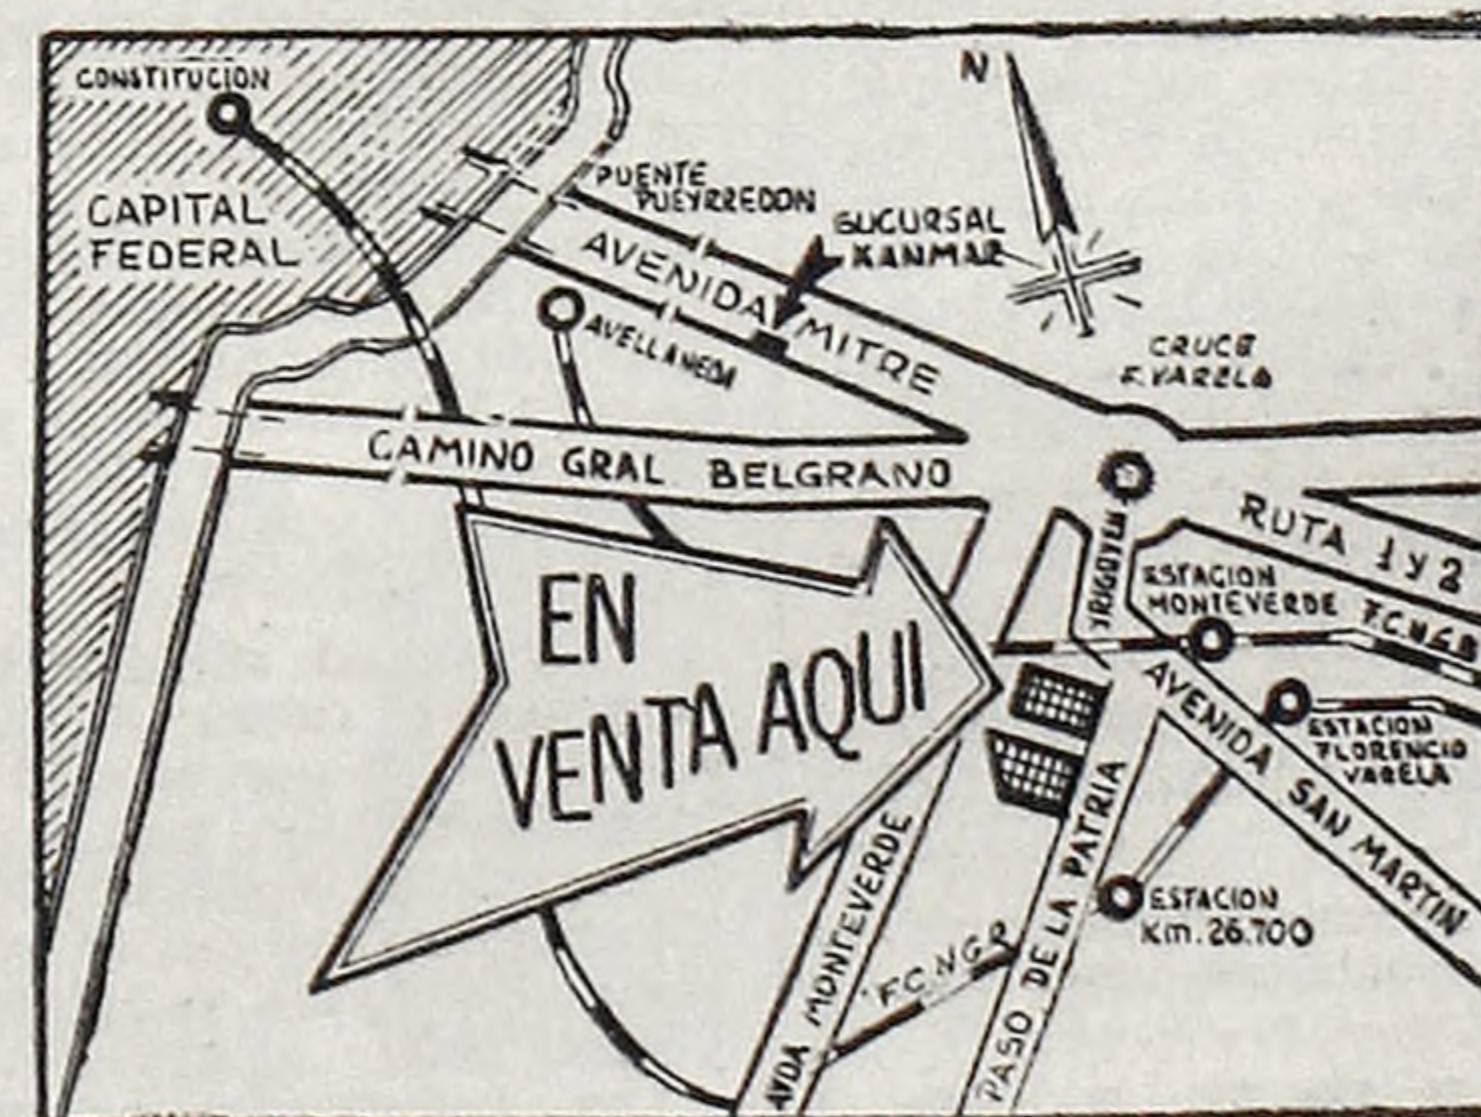 CONSTITUCION
N
CAPITAL
FEDERAL
PUENTE
PUEYRREDON
SUCURSAL
KANMAR
AVENIDA MITRE
AVELLANEDA
CRUCE
F. VARELA
CAMINO GRAL BELGRANO
RUTA 1 y 2
YRIGOYEN
ESTACION
MONTEVERDE
F.C.N.G.R
EN
VENTA AQUI
AVENIDA SAN MARTIN
ESTACION
FLORENCIO
VARELA
AVDA MONTEVERDE
F.C.N.G.R
PASO DE LA PATRIA
ESTACION
Km. 26.700